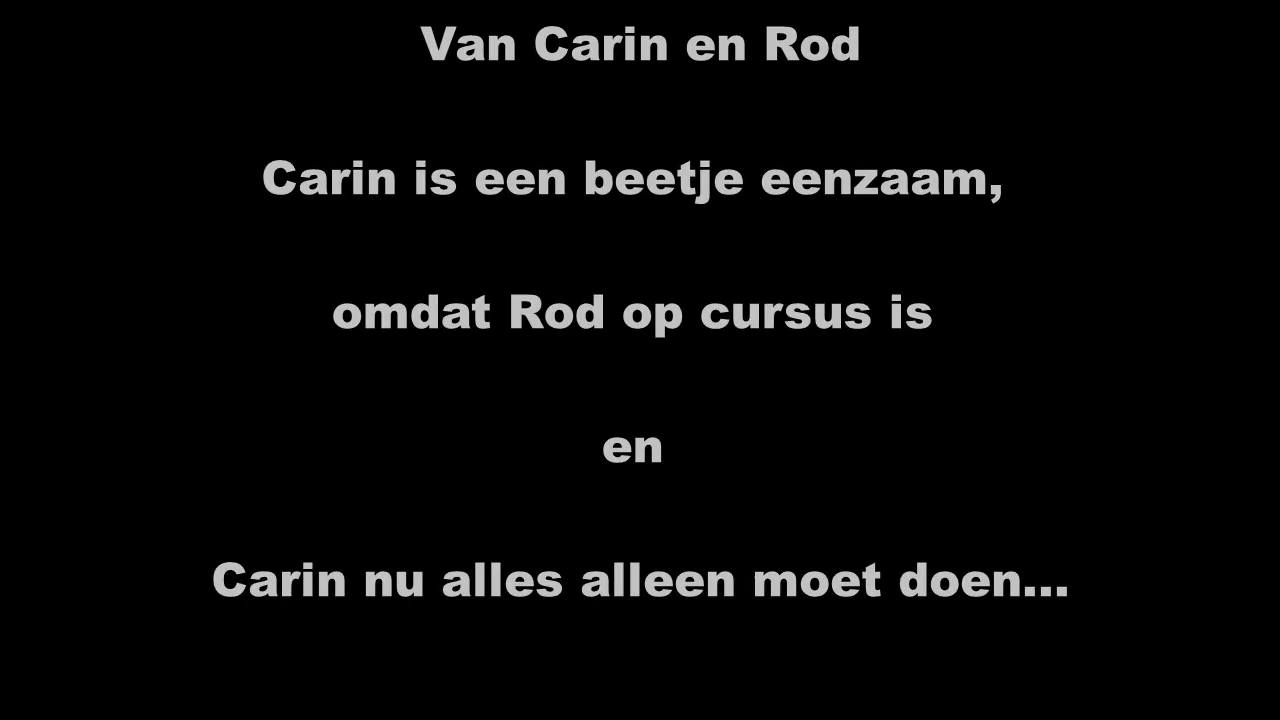 Van Carin en Rod
Carin is een beetje eenzaam,
omdat Rod op cursus is
en
Carin nu alles alleen moet doen...